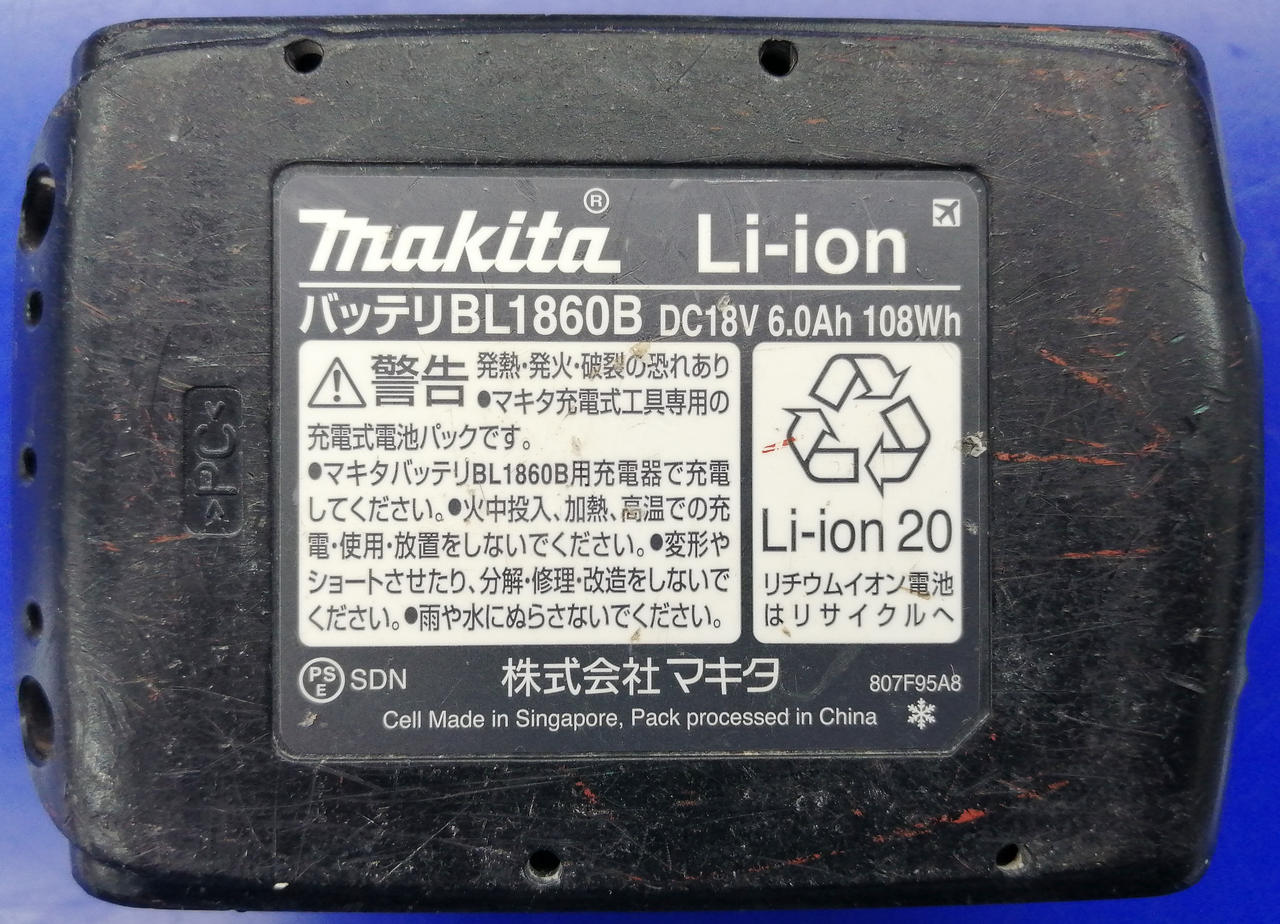 makita® Li-ion
バッテリBL1860B DC18V 6.0Ah 108Wh
警告 発熱・発火・破裂の恐れあり
●マキタ充電式工具専用の
充電式電池パックです。
●マキタバッテリBL1860B用充電器で充電
してください。●火中投入、加熱、高温での充
電・使用・放置をしないでください。●変形や
ショートさせたり、分解・修理・改造をしないで
ください。●雨や水にぬらさないでください。
Li-ion 20
リチウムイオン電池
はリサイクルへ
PSE SDN 株式会社マキタ 807F95A8
Cell Made in Singapore, Pack processed in China
>PC<